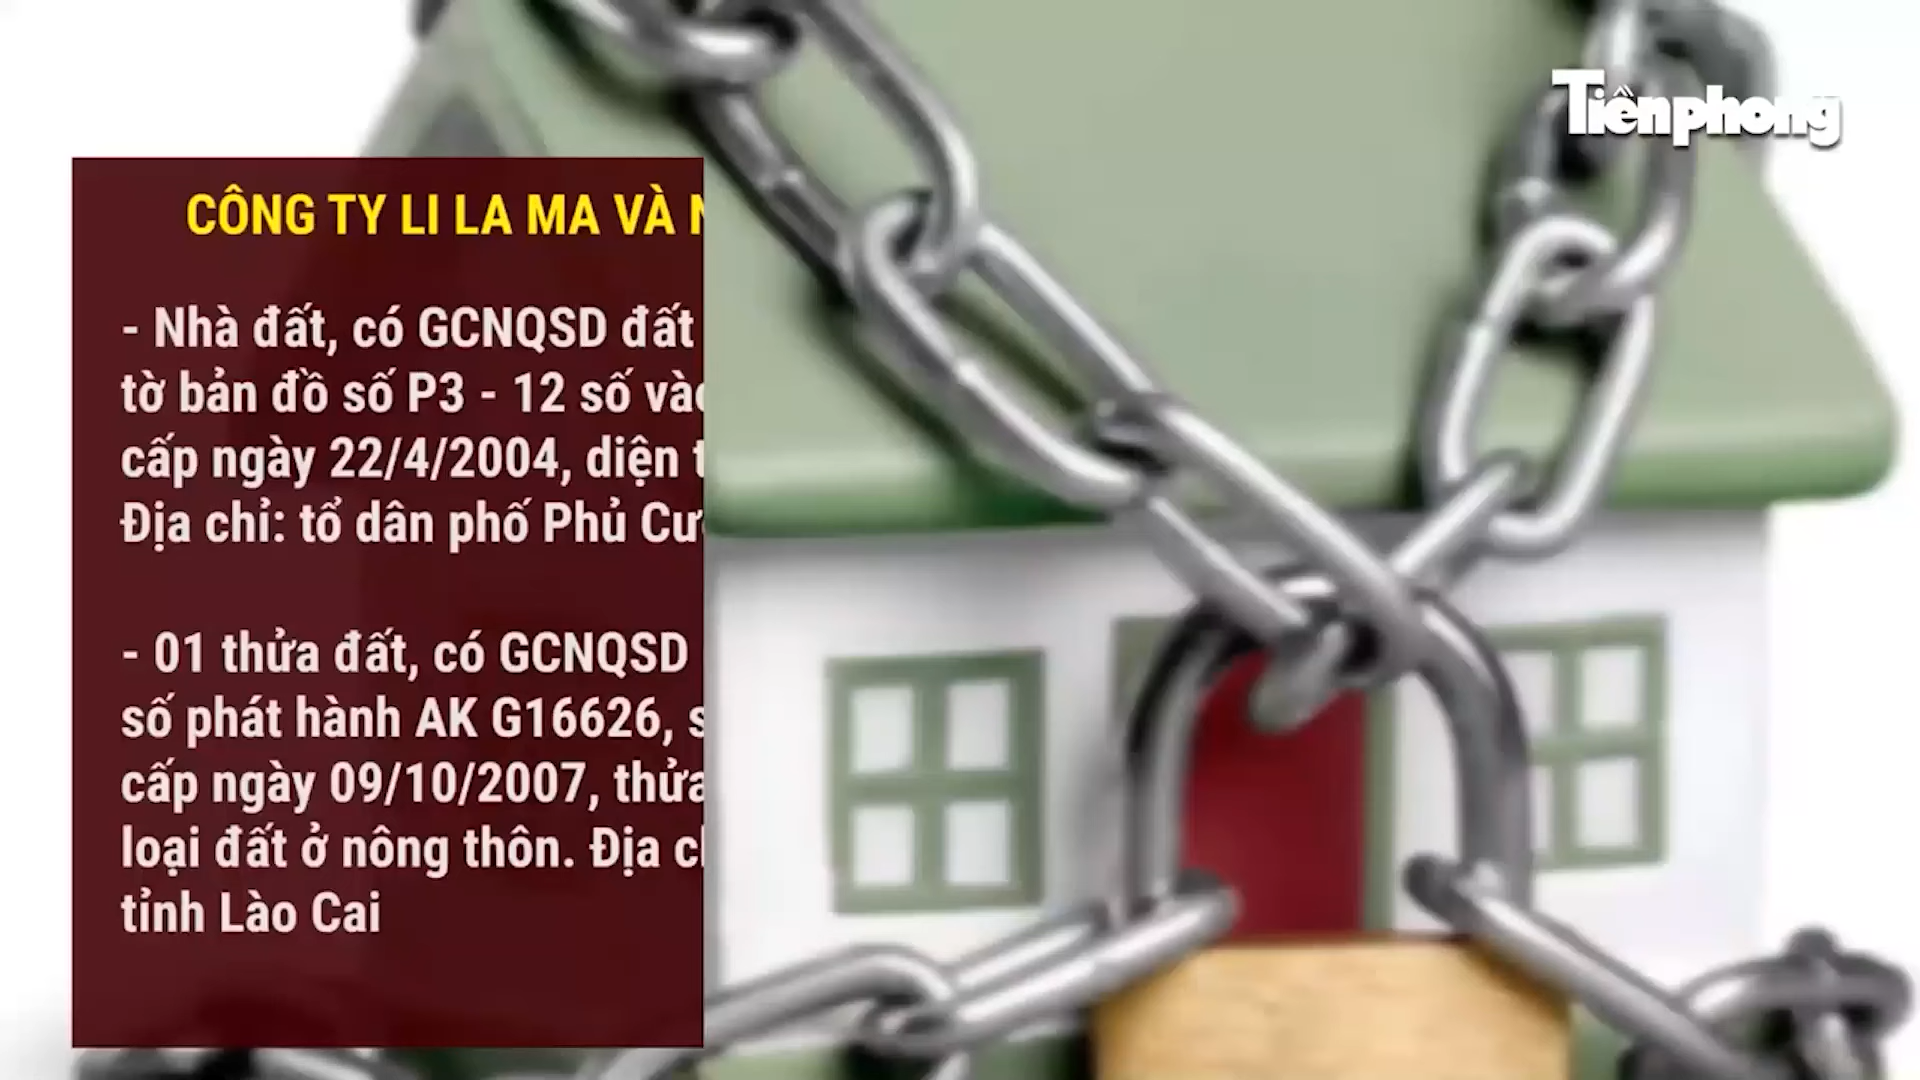 Tiềnphong
CÔNG TY LI LA MA VÀ
- Nhà đất, có GCNQSD đất
tờ bản đồ số P3 - 12 số
cấp ngày 22/4/2004, diện
Địa chỉ: tổ dân phố Phủ
- 01 thửa đất, có GCNQSD
số phát hành AK G16626,
cấp ngày 09/10/2007, thửa
loại đất ở nông thôn. Địa
tỉnh Lào Cai